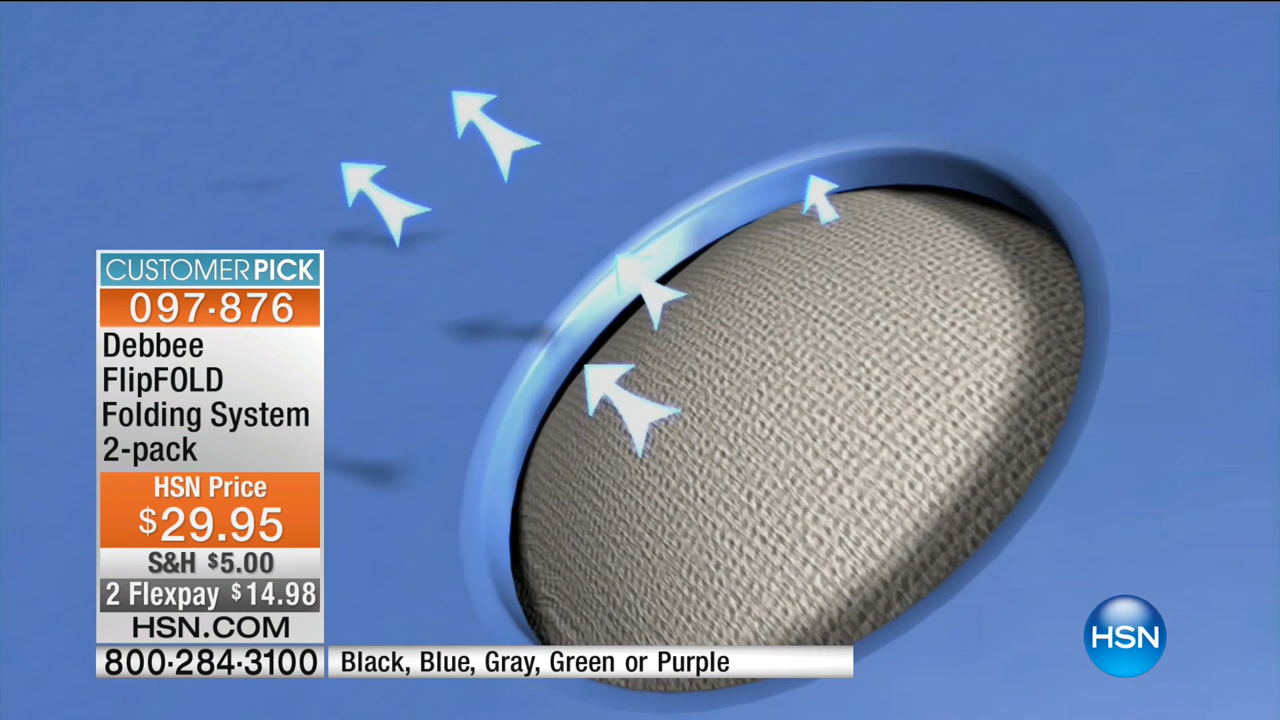 CUSTOMERPICK
097·876
Debbee
FlipFOLD
Folding System
2-pack
HSN Price
$29.95
S&H $5.00
2 Flexpay $14.98
HSN.COM
800·284·3100
Black, Blue, Gray, Green or Purple
HSN